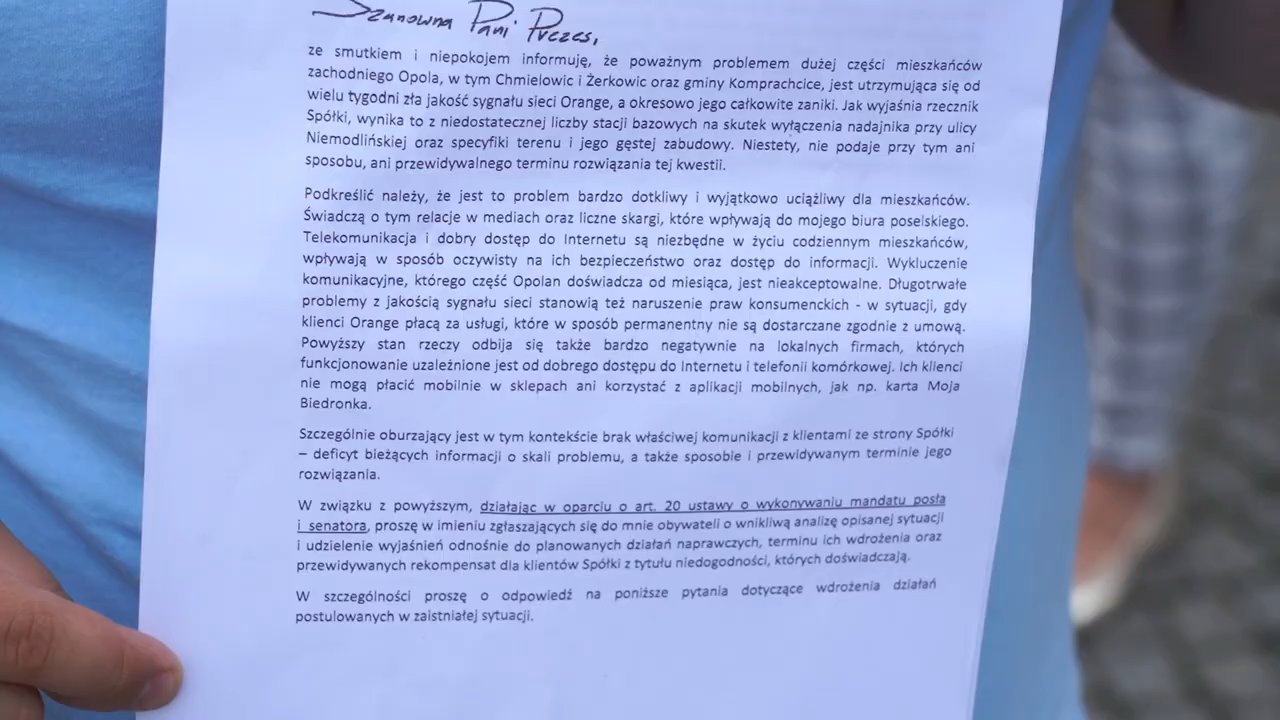 Szanowna Pani Prezes,
ze smutkiem i niepokojem informuję, że poważnym problemem dużej części mieszkańców
zachodniego Opola, w tym Chmielowic i Żerkowic oraz gminy Komprachcice, jest utrzymująca się od
wielu tygodni zła jakość sygnału sieci Orange, a okresowo jego całkowite zaniki. Jak wyjaśnia rzecznik
Spółki, wynika to z niedostatecznej liczby stacji bazowych na skutek wyłączenia nadajnika przy ulicy
Niemodlińskiej oraz specyfiki terenu i jego gęstej zabudowy. Niestety, nie podaje przy tym ani
sposobu, ani przewidywalnego terminu rozwiązania tej kwestii.
Podkreślić należy, że jest to problem bardzo dotkliwy i wyjątkowo uciążliwy dla mieszkańców.
Świadczą o tym relacje w mediach oraz liczne skargi, które wpływają do mojego biura poselskiego.
Telekomunikacja i dobry dostęp do Internetu są niezbędne w życiu codziennym mieszkańców,
wpływają w sposób oczywisty na ich bezpieczeństwo oraz dostęp do informacji. Wykluczenie
komunikacyjne, którego część Opolan doświadcza od miesiąca, jest nieakceptowalne. Długotrwałe
problemy z jakością sygnału sieci stanowią też naruszenie praw konsumenckich - w sytuacji, gdy
klienci Orange płacą za usługi, które w sposób permanentny nie są dostarczane zgodnie z umową.
Powyższy stan rzeczy odbija się także bardzo negatywnie na lokalnych firmach, których
funkcjonowanie uzależnione jest od dobrego dostępu do Internetu i telefonii komórkowej. Ich klienci
nie mogą płacić mobilnie w sklepach ani korzystać z aplikacji mobilnych, jak np. karta Moja
Biedronka.
Szczególnie oburzający jest w tym kontekście brak właściwej komunikacji z klientami ze strony Spółki
– deficyt bieżących informacji o skali problemu, a także sposobie i przewidywanym terminie jego
rozwiązania.
W związku z powyższym, działając w oparciu o art. 20 ustawy o wykonywaniu mandatu posła
i senatora, proszę w imieniu zgłaszających się do mnie obywateli o wnikliwą analizę opisanej sytuacji
i udzielenie wyjaśnień odnośnie do planowanych działań naprawczych, terminu ich wdrożenia oraz
przewidywanych rekompensat dla klientów Spółki z tytułu niedogodności, których doświadczają.
W szczególności proszę o odpowiedź na poniższe pytania dotyczące wdrożenia działań
postulowanych w zaistniałej sytuacji.